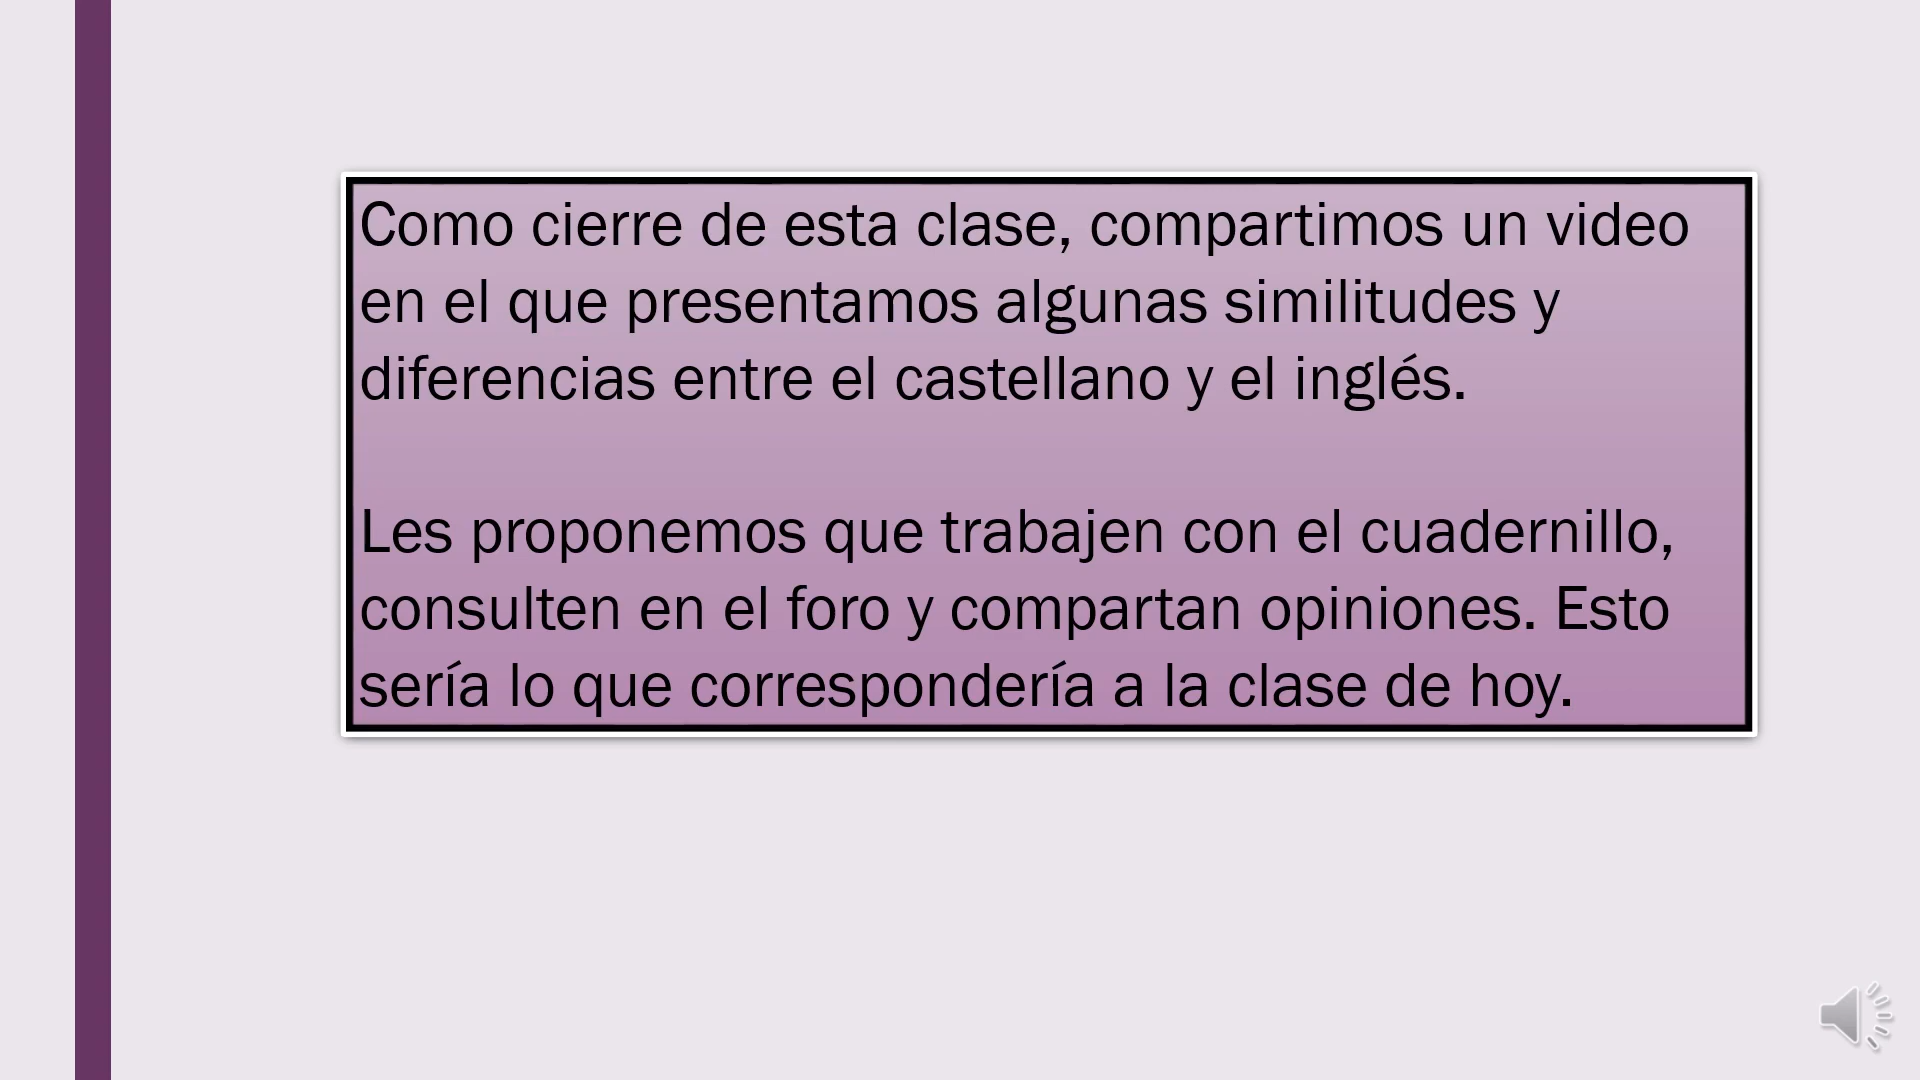 Como cierre de esta clase, compartimos un video
en el que presentamos algunas similitudes y
diferencias entre el castellano y el inglés.
Les proponemos que trabajen con el cuadernillo,
consulten en el foro y compartan opiniones. Esto
sería lo que correspondería a la clase de hoy.